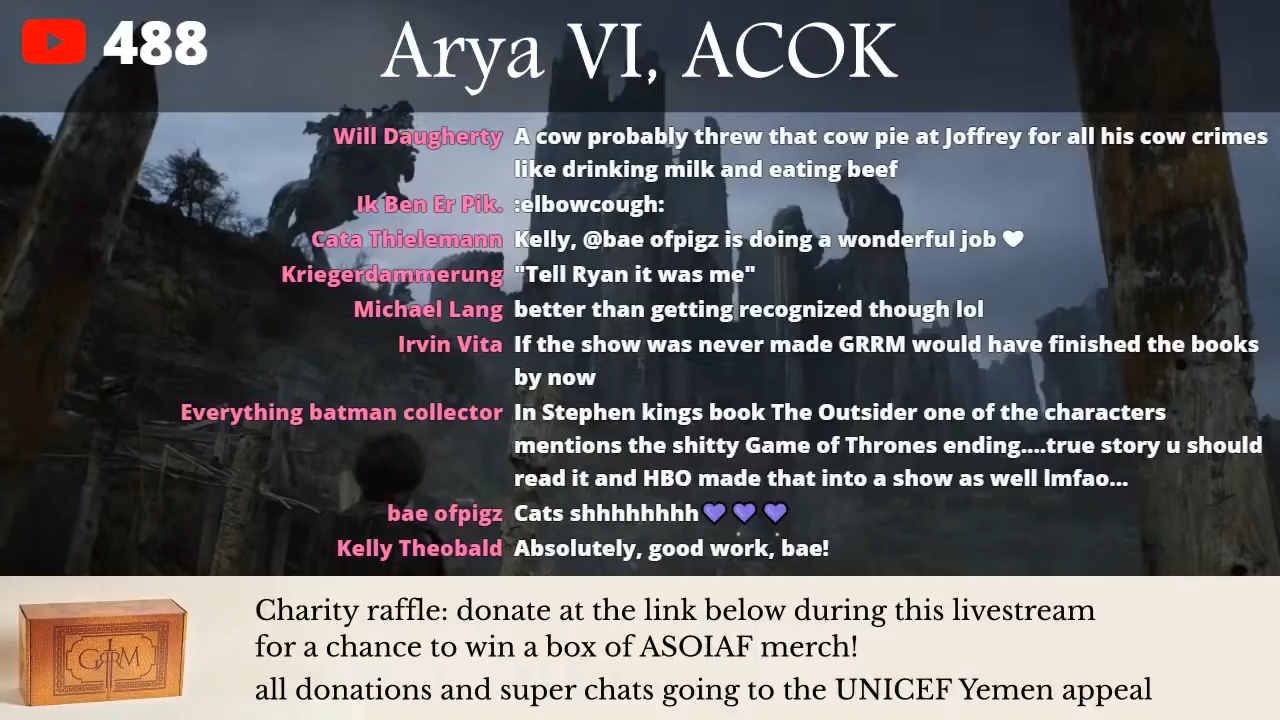 488
Arya VI, ACOK
Will Daugherty A cow probably threw that cow pie at Joffrey for all his cow crimes
like drinking milk and eating beef
Ik Ben Er Pik. :elbowcough:
Cata Thielemann Kelly, @bae ofpigz is doing a wonderful job 🤍
Kriegerdammerung "Tell Ryan it was me"
Michael Lang better than getting recognized though lol
Irvin Vita If the show was never made GRRM would have finished the books
by now
Everything batman collector In Stephen kings book The Outsider one of the characters
mentions the shitty Game of Thrones ending....true story u should
read it and HBO made that into a show as well lmfao...
bae ofpigz Cats shhhhhhhh💜💜💜
Kelly Theobald Absolutely, good work, bae!
GRRM
Charity raffle: donate at the link below during this livestream
for a chance to win a box of ASOIAF merch!
all donations and super chats going to the UNICEF Yemen appeal